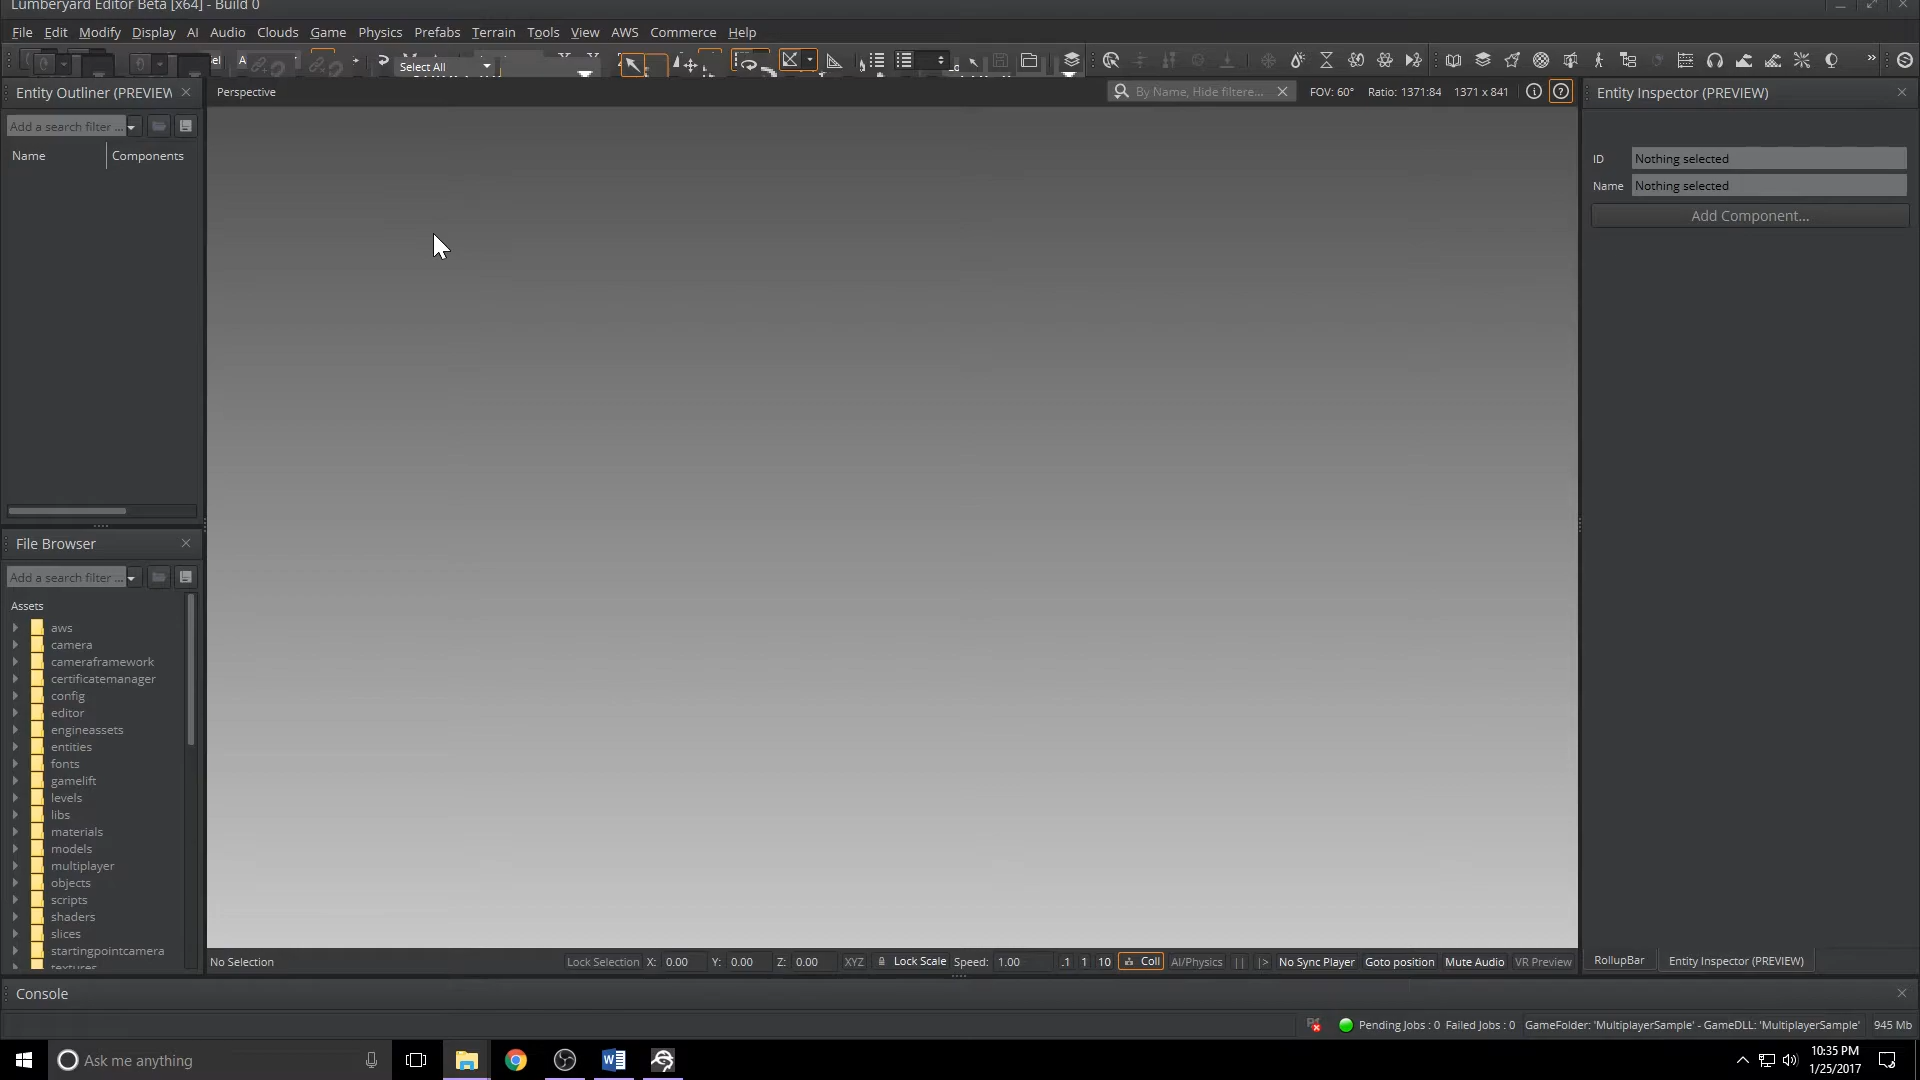 Lumberyard Editor Beta [x64] - Build 0
File Edit Modify Display AI Audio Clouds Game Physics Prefabs Terrain Tools View AWS Commerce Help
Select All
Entity Outliner (PREVIEW
Add a search filter ...
Name Components
Perspective
By Name, Hide filtere...
FOV: 60° Ratio: 1371:84 1371 x 841
Entity Inspector (PREVIEW)
ID Nothing selected
Name Nothing selected
Add Component...
File Browser
Add a search filter ...
Assets
aws
camera
cameraframework
certificatemanager
config
editor
engineassets
entities
fonts
gamelift
levels
libs
materials
models
multiplayer
objects
scripts
shaders
slices
startingpointcamera
textures
No Selection Lock Selection X: 0.00 Y: 0.00 Z: 0.00 XYZ Lock Scale Speed: 1.00 .1 1 10 Coll AI/Physics || |> No Sync Player Goto position Mute Audio VR Preview
RollupBar Entity Inspector (PREVIEW)
Console
Pending Jobs : 0 Failed Jobs : 0 GameFolder: 'MultiplayerSample' - GameDLL: 'MultiplayerSample' 945 Mb
Ask me anything
10:35 PM
1/25/2017